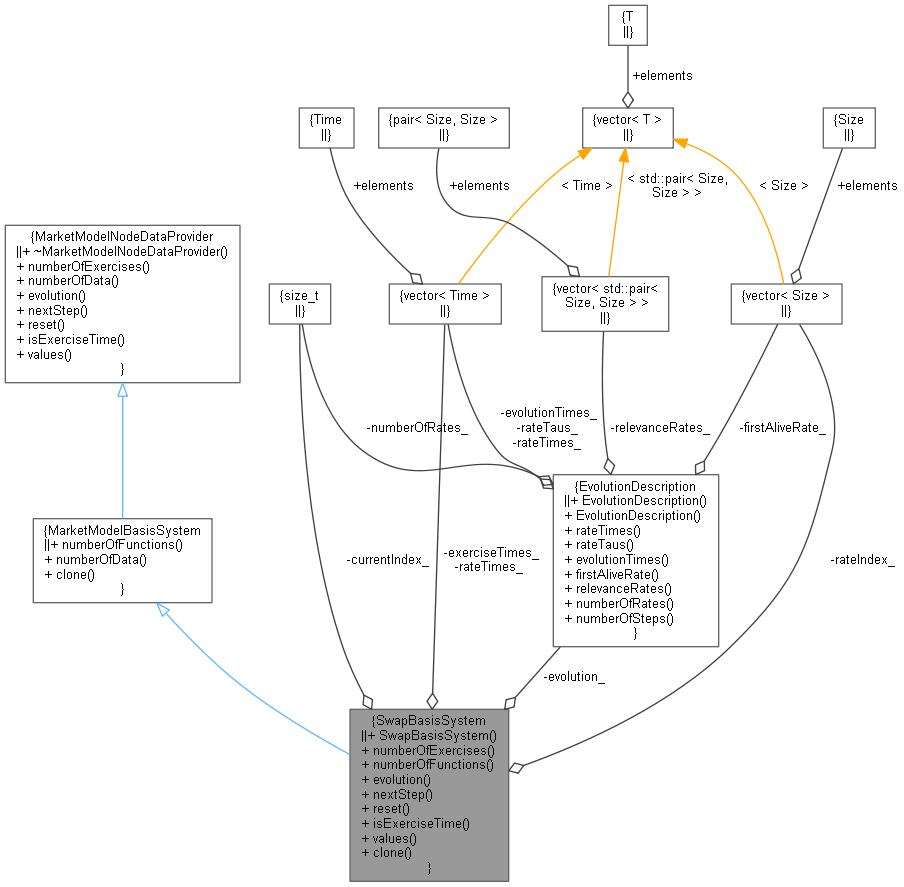 {T
||}
+elements
{Time
||}
{pair< Size, Size >
||}
{vector< T >
||}
{Size
||}
+elements
+elements
< Time >
< std::pair< Size,
Size > >
< Size >
+elements
{MarketModelNodeDataProvider
||+ ~MarketModelNodeDataProvider()
+ numberOfExercises()
+ numberOfData()
+ evolution()
+ nextStep()
+ reset()
+ isExerciseTime()
+ values()
}
{size_t
||}
{vector< Time >
||}
{vector< std::pair<
Size, Size > >
||}
{vector< Size >
||}
-numberOfRates_
-evolutionTimes_
-rateTaus_
-rateTimes_
-relevanceRates_
-firstAliveRate_
{MarketModelBasisSystem
||+ numberOfFunctions()
+ numberOfData()
+ clone()
}
-currentIndex_
-exerciseTimes_
-rateTimes_
{EvolutionDescription
||+ EvolutionDescription()
+ EvolutionDescription()
+ rateTimes()
+ rateTaus()
+ evolutionTimes()
+ firstAliveRate()
+ relevanceRates()
+ numberOfRates()
+ numberOfSteps()
}
-rateIndex_
-evolution_
{SwapBasisSystem
||+ SwapBasisSystem()
+ numberOfExercises()
+ numberOfFunctions()
+ evolution()
+ nextStep()
+ reset()
+ isExerciseTime()
+ values()
+ clone()
}